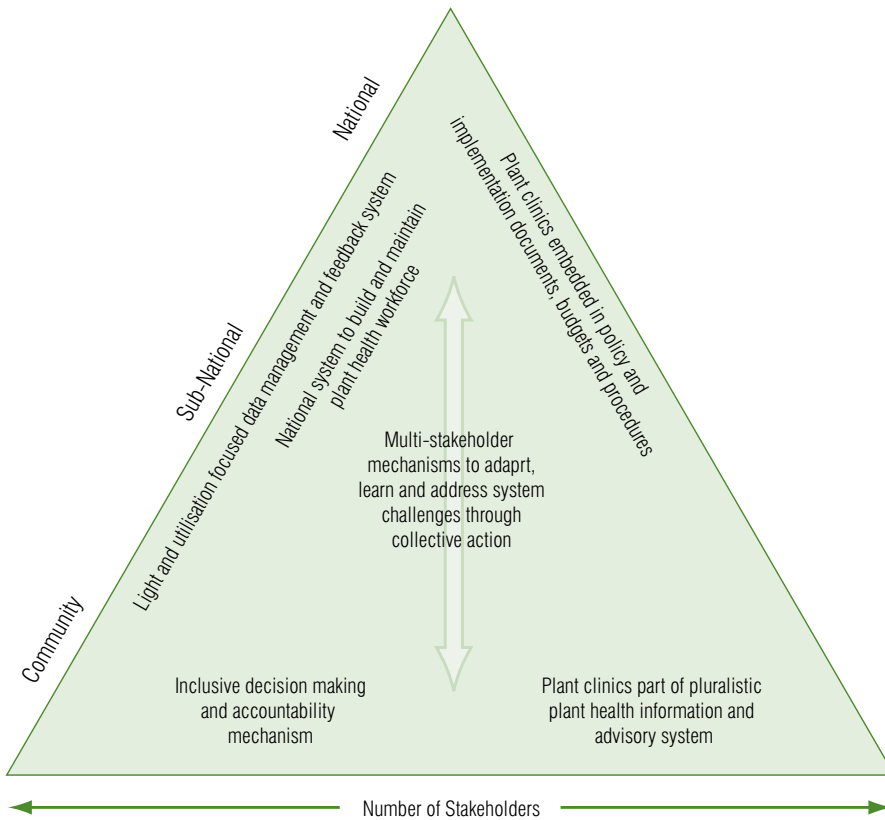 National
Sub-National
Community
Light and utilisation focused data management and feedback system
National system to build and maintain
plant health workforce
Plant clinics embedded in policy and
implementation documents, budgets and procedures
Multi-stakeholder
mechanisms to adaprt,
learn and address system
challenges through
collective action
Inclusive decision making
and accountability
mechanism
Plant clinics part of pluralistic
plant health information and
advisory system
Number of Stakeholders